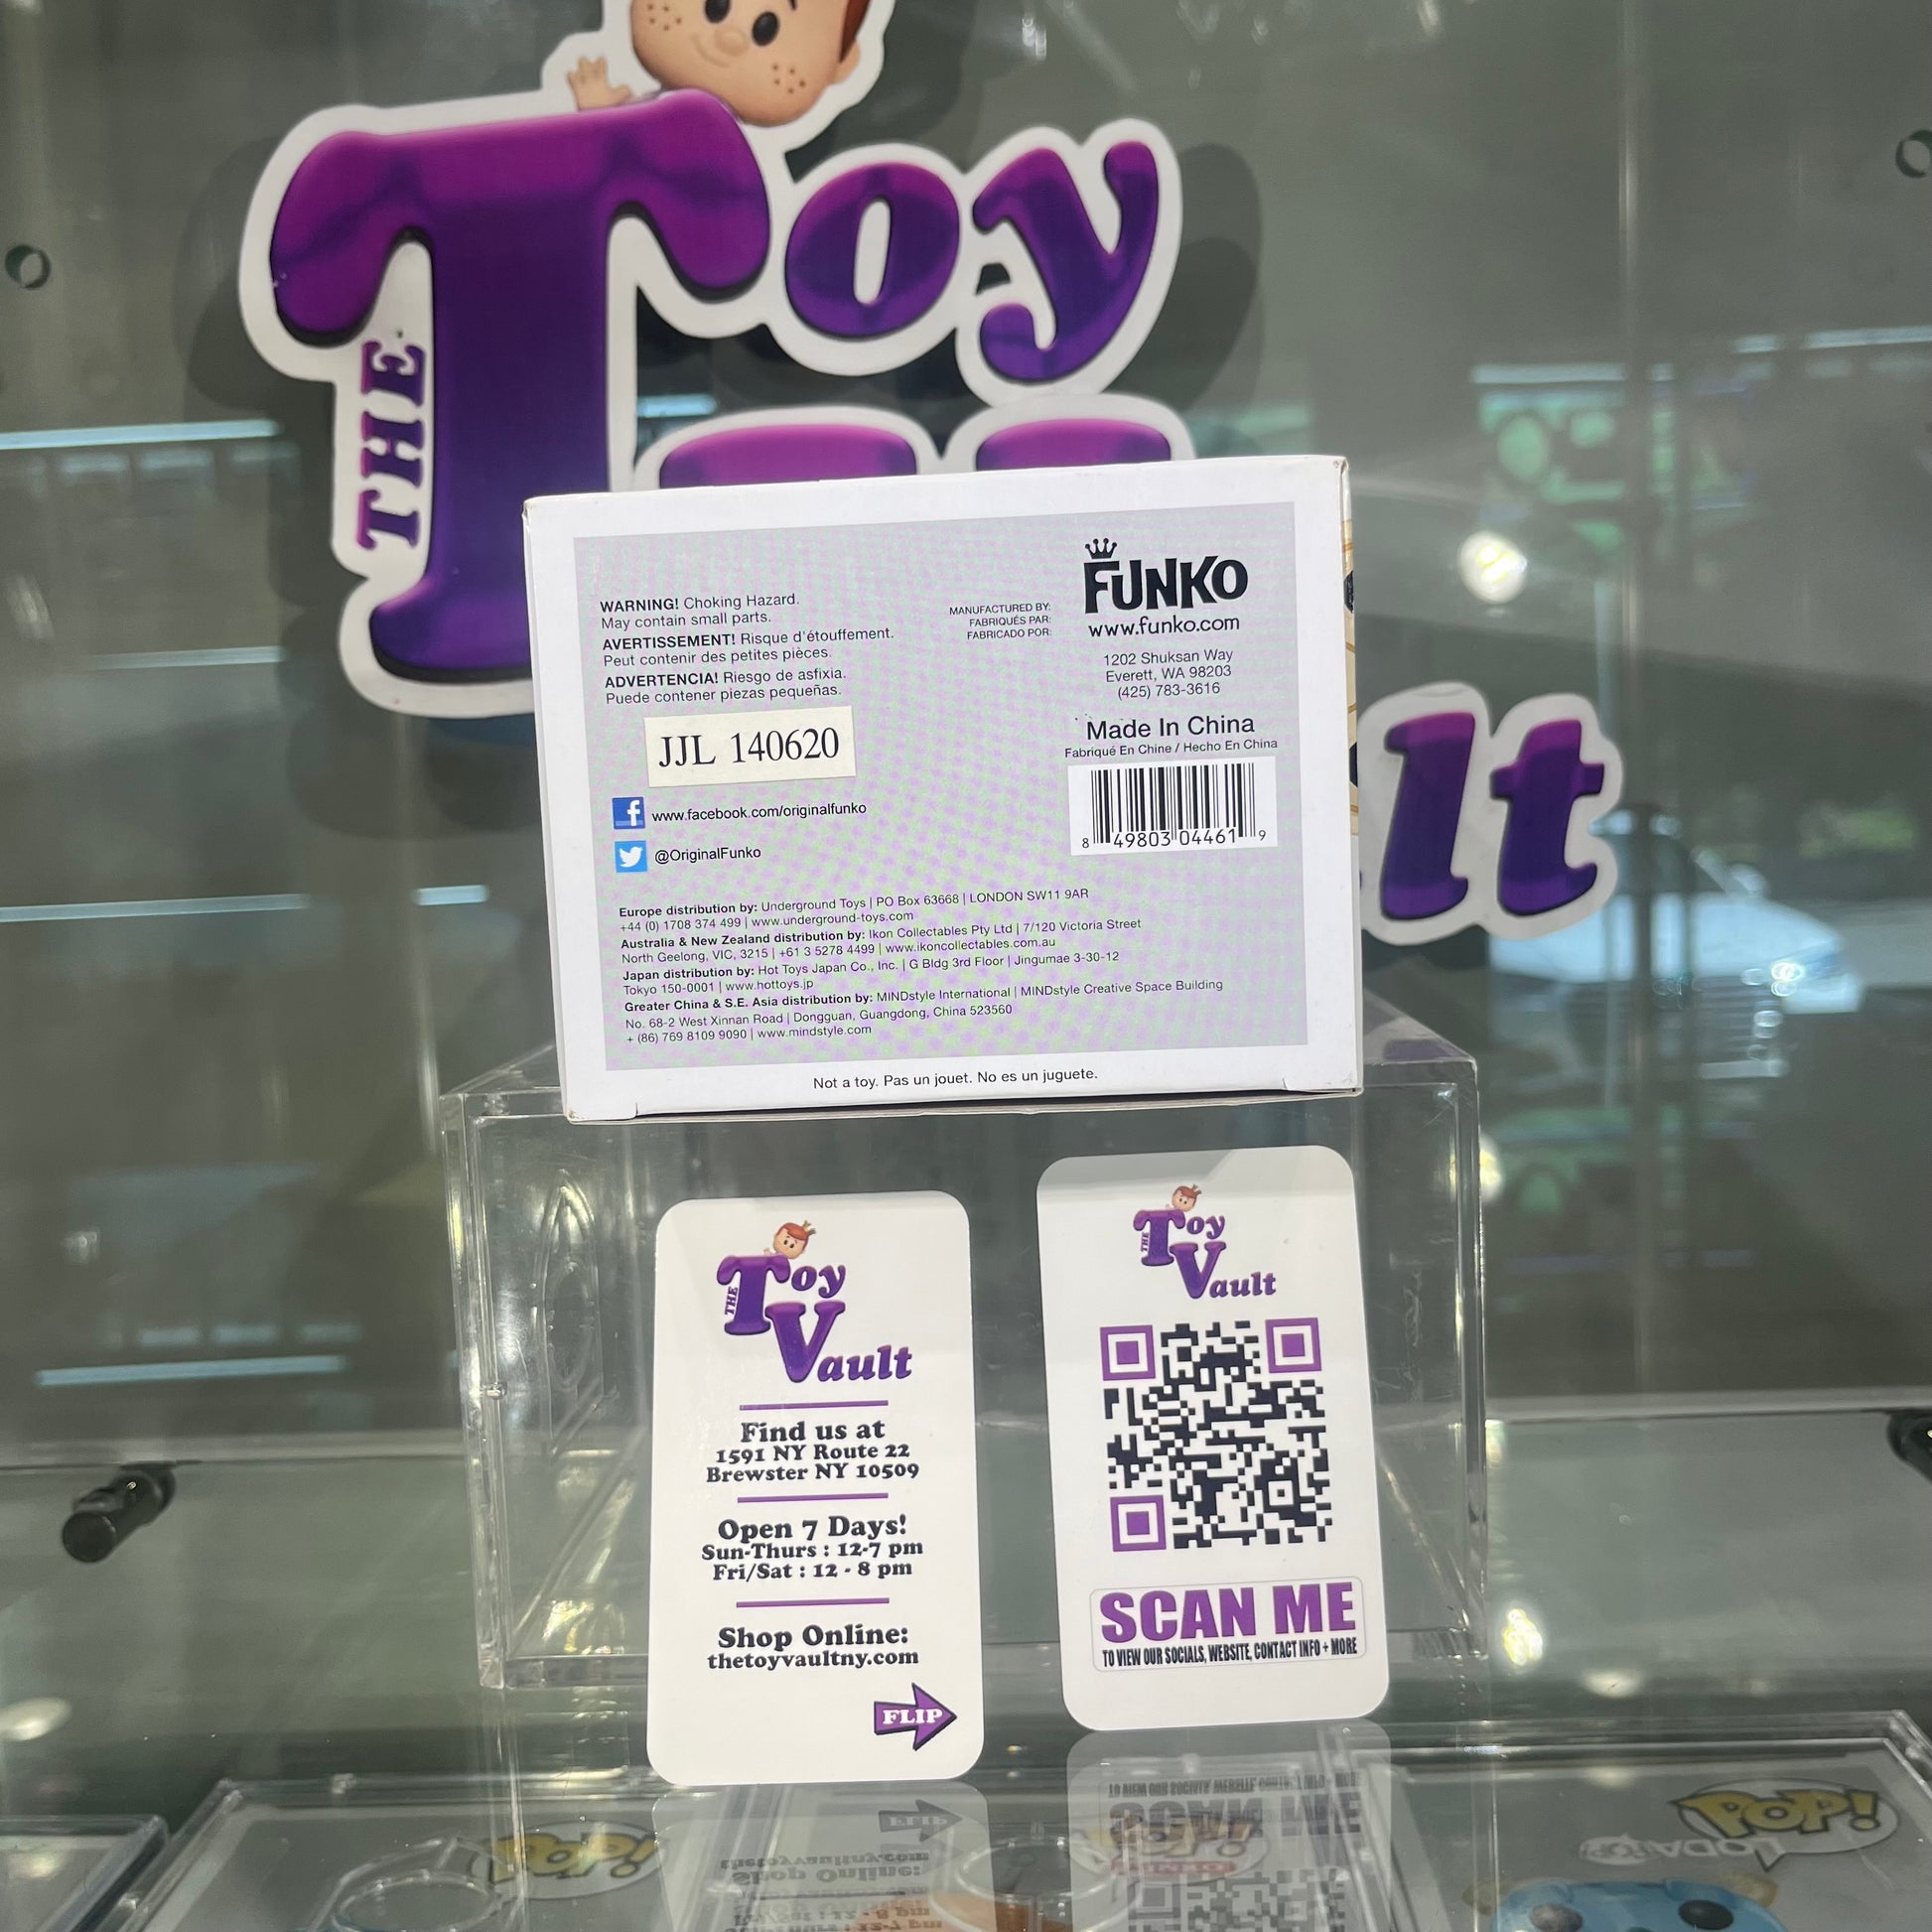 THE Toy
lt
WARNING! Choking Hazard.
May contain small parts.
AVERTISSEMENT! Risque d'étouffement.
Peut contenir des petites pièces.
ADVERTENCIA! Riesgo de asfixia.
Puede contener piezas pequeñas.
JJL 140620
www.facebook.com/originalfunko
@OriginalFunko
MANUFACTURED BY:
FABRIQUÉS PAR:
FABRICADO POR:
FUNKO
www.funko.com
1202 Shuksan Way
Everett, WA 98203
(425) 783-3616
Made In China
Fabriqué En Chine / Hecho En China
8 49803 04461 9
Europe distribution by: Underground Toys | PO Box 63668 | LONDON SW11 9AR
+44 (0) 1708 374 499 | www.underground-toys.com
Australia & New Zealand distribution by: Ikon Collectables Pty Ltd | 7/120 Victoria Street
North Geelong, VIC, 3215 | +61 3 5278 4499 | www.ikoncollectables.com.au
Japan distribution by: Hot Toys Japan Co., Inc. | G Bldg 3rd Floor | Jingumae 3-30-12
Tokyo 150-0001 | www.hottoys.jp
Greater China & S.E. Asia distribution by: MINDstyle International | MINDstyle Creative Space Building
No. 68-2 West Xinnan Road | Dongguan, Guangdong, China 523560
+ (86) 769 8109 9090 | www.mindstyle.com
Not a toy. Pas un jouet. No es un juguete.
THE Toy
Vault
Find us at
1591 NY Route 22
Brewster NY 10509
Open 7 Days!
Sun-Thurs : 12-7 pm
Fri/Sat : 12 - 8 pm
Shop Online:
thetoyvaultny.com
FLIP
THE Toy
Vault
SCAN ME
TO VIEW OUR SOCIALS, WEBSITE, CONTACT INFO + MORE
POP!
POP!